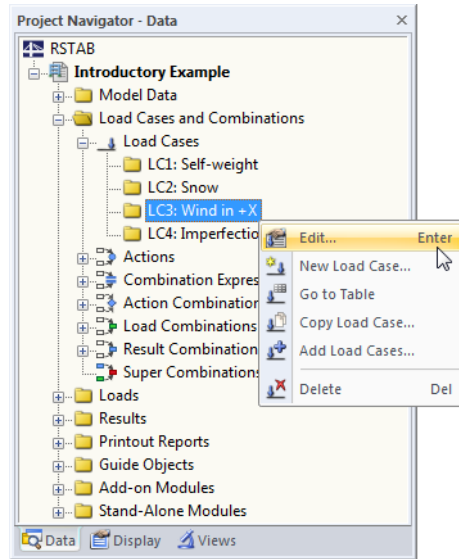 Project Navigator - Data
RSTAB
Introductory Example
Model Data
Load Cases and Combinations
Load Cases
LC1: Self-weight
LC2: Snow
LC3: Wind in +X
LC4: Imperfectio
Edit... Enter
Actions
New Load Case...
Combination Expres
Go to Table
Action Combination
Copy Load Case...
Load Combinations
Add Load Cases...
Result Combination
Super Combinations
Delete Del
Loads
Results
Printout Reports
Guide Objects
Add-on Modules
Stand-Alone Modules
Data Display Views